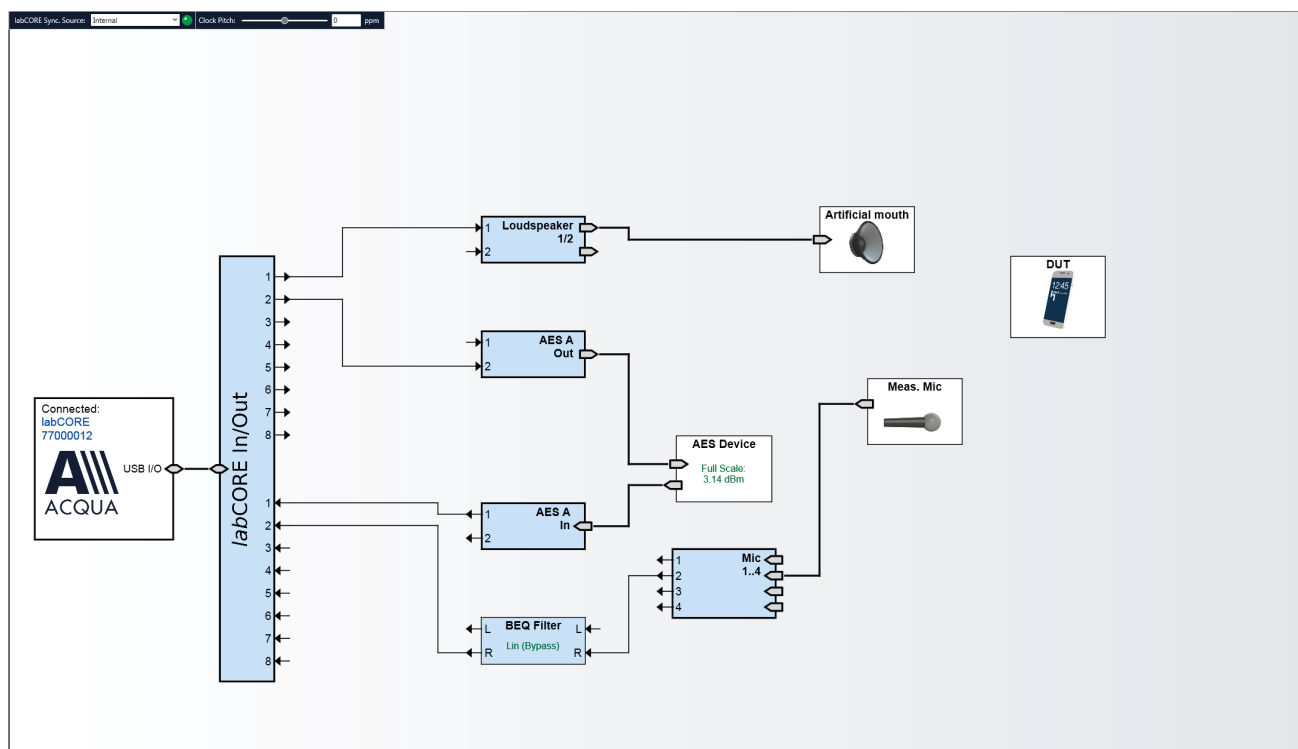 labCORE Sync. Source: Internal Clock Pitch: 0 ppm
Artificial mouth
Loudspeaker
1/2
1
2
DUT
12:45
labCORE In/Out
1
2
3
4
5
6
7
8
1
2
3
4
5
6
7
8
AES A
Out
1
2
Meas. Mic
Connected:
labCORE
77000012
USB I/O
ACQUA
AES Device
Full Scale:
3.14 dBm
AES A
In
1
2
Mic
1..4
1
2
3
4
BEQ Filter
L L
Lin (Bypass)
R R